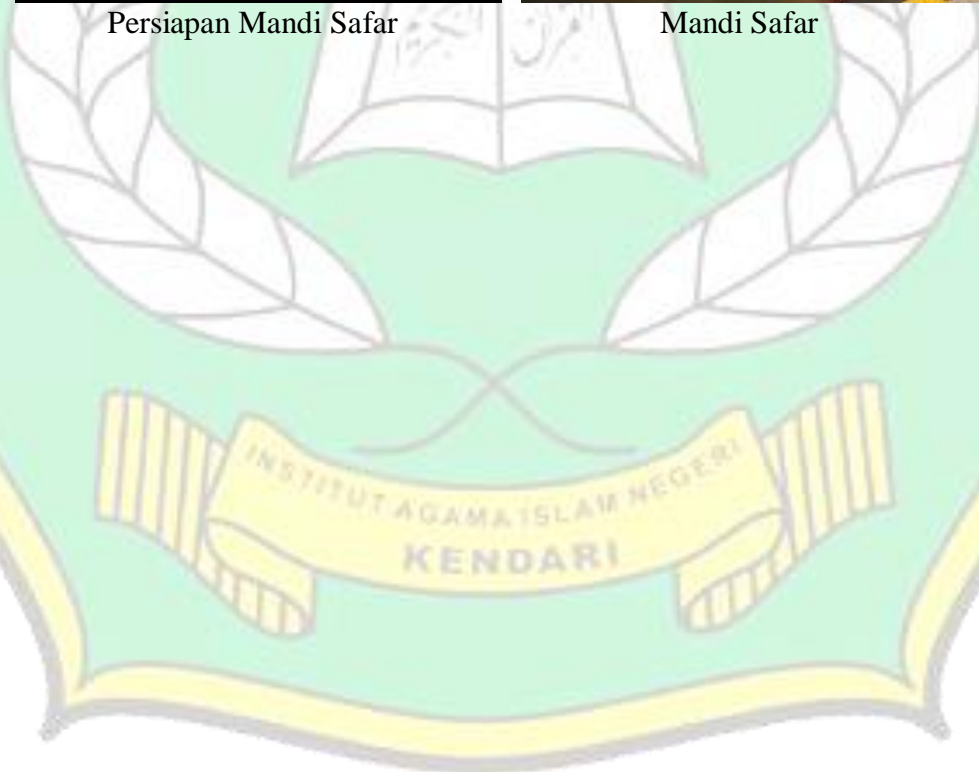 Persiapan Mandi Safar
Mandi Safar
INSTITUT AGAMA ISLAM NEGERI
KENDARI